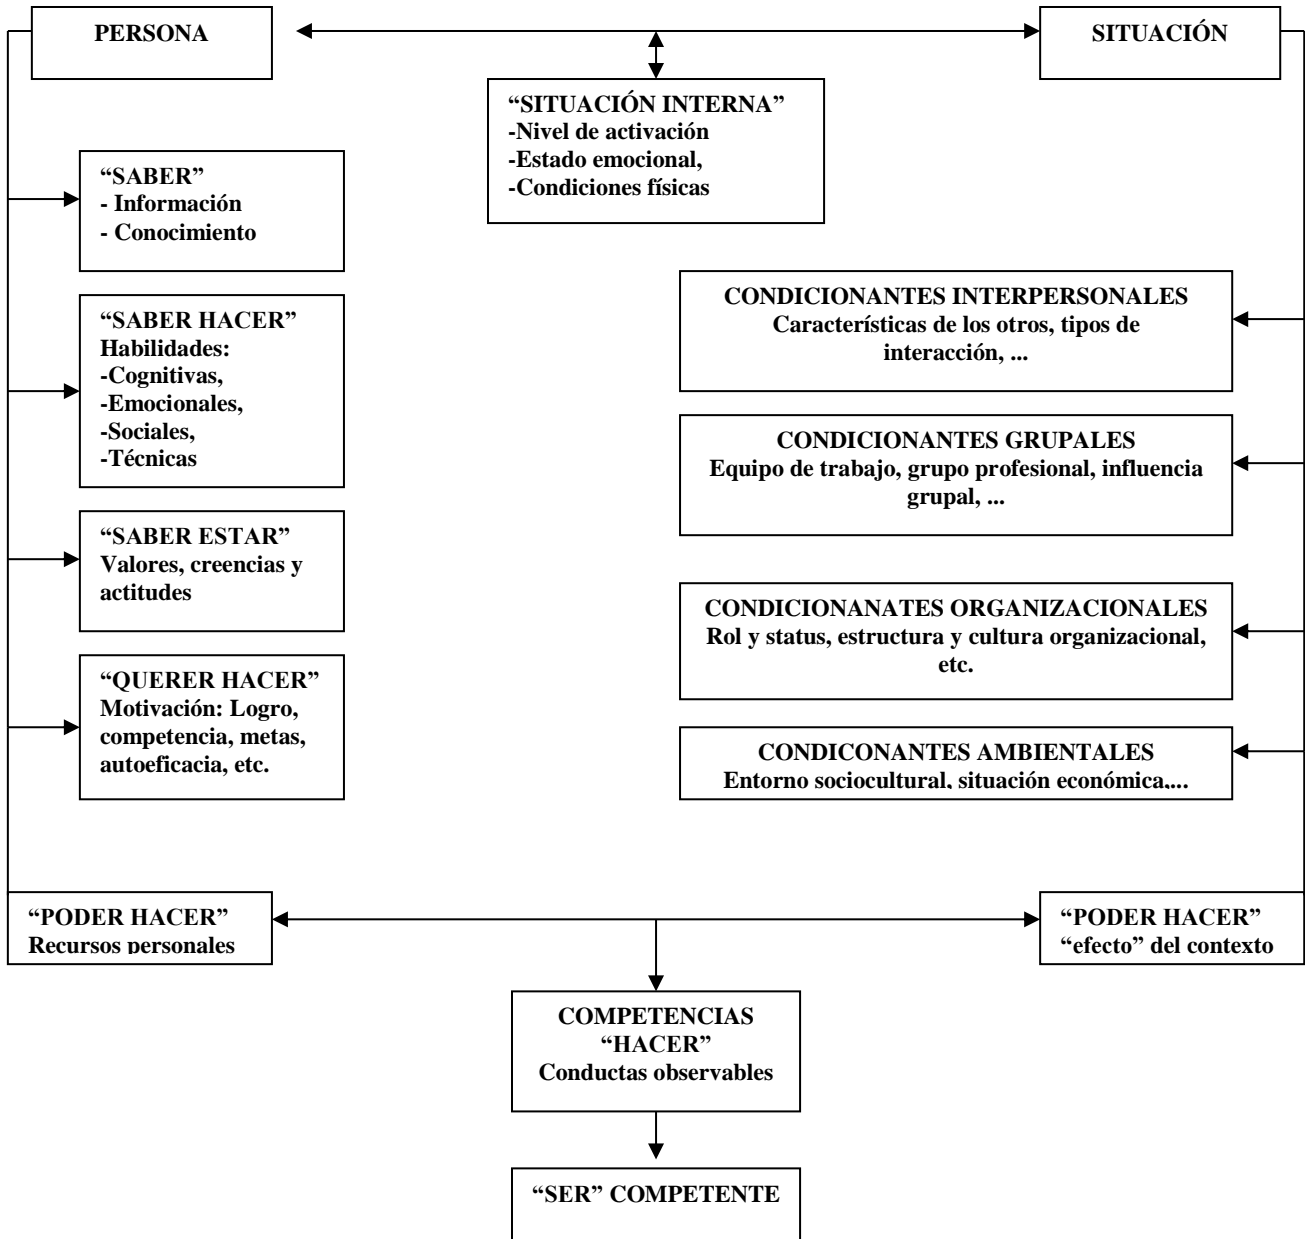 PERSONA
SITUACIÓN
“SITUACIÓN INTERNA”
-Nivel de activación
-Estado emocional,
-Condiciones físicas
“SABER”
- Información
- Conocimiento
“SABER HACER”
Habilidades:
-Cognitivas,
-Emocionales,
-Sociales,
-Técnicas
“SABER ESTAR”
Valores, creencias y
actitudes
“QUERER HACER”
Motivación: Logro,
competencia, metas,
autoeficacia, etc.
CONDICIONANTES INTERPERSONALES
Características de los otros, tipos de
interacción, ...
CONDICIONANTES GRUPALES
Equipo de trabajo, grupo profesional, influencia
grupal, ...
CONDICIONANATES ORGANIZACIONALES
Rol y status, estructura y cultura organizacional,
etc.
CONDICONANTES AMBIENTALES
Entorno sociocultural, situación económica,...
“PODER HACER”
Recursos personales
“PODER HACER”
“efecto” del contexto
COMPETENCIAS
“HACER”
Conductas observables
“SER” COMPETENTE